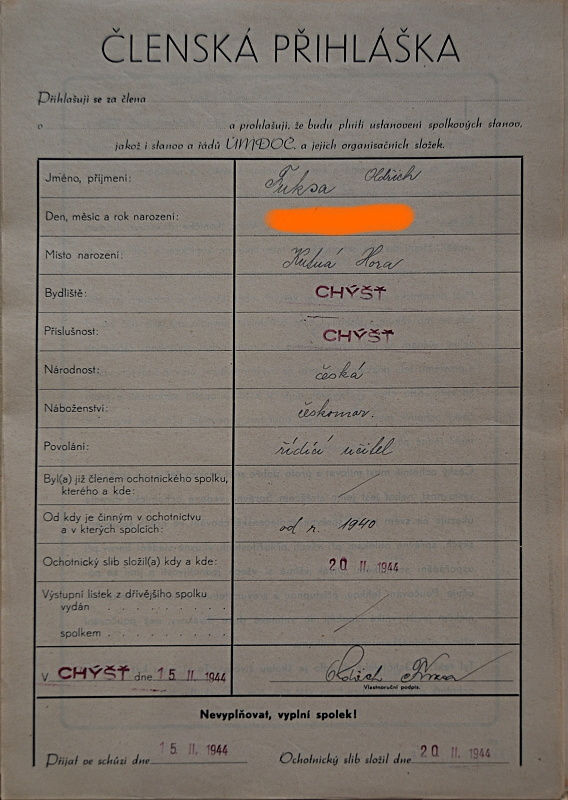 ČLENSKÁ PŘIHLÁŠKA
Přihlašuji se za člena
o a prohlašuji, že budu plniti ustanovení spolkových stanov,
jakož i stanov a řádů ÚMDOČ. a jejich organisačních složek.
Jméno, příjmení: Fuksa Oldřich
Den, měsíc a rok narození:
Místo narození: Kutná Hora
Bydliště: CHÝŠŤ
Příslušnost: CHÝŠŤ
Národnost: česká
Náboženství: českomor.
Povolání: řídící učitel
Byl(a) již členem ochotnického spolku,
kterého a kde:
Od kdy je činným v ochotnictvu
a v kterých spolcích: od r. 1940
Ochotnický slib složil(a) kdy a kde: 20 II. 1944
Výstupní lístek z dřívějšího spolku
vydán . . . . . . . . . . . .
spolkem . . . . . . . . . . . .
V CHÝŠŤ dne 15 II. 1944 Oldřich Fuksa
Vlastnoruční podpis.
Nevyplňovat, vyplní spolek!
Přijat ve schůzi dne 15 II. 1944 Ochotnický slib složil dne 20 II. 1944